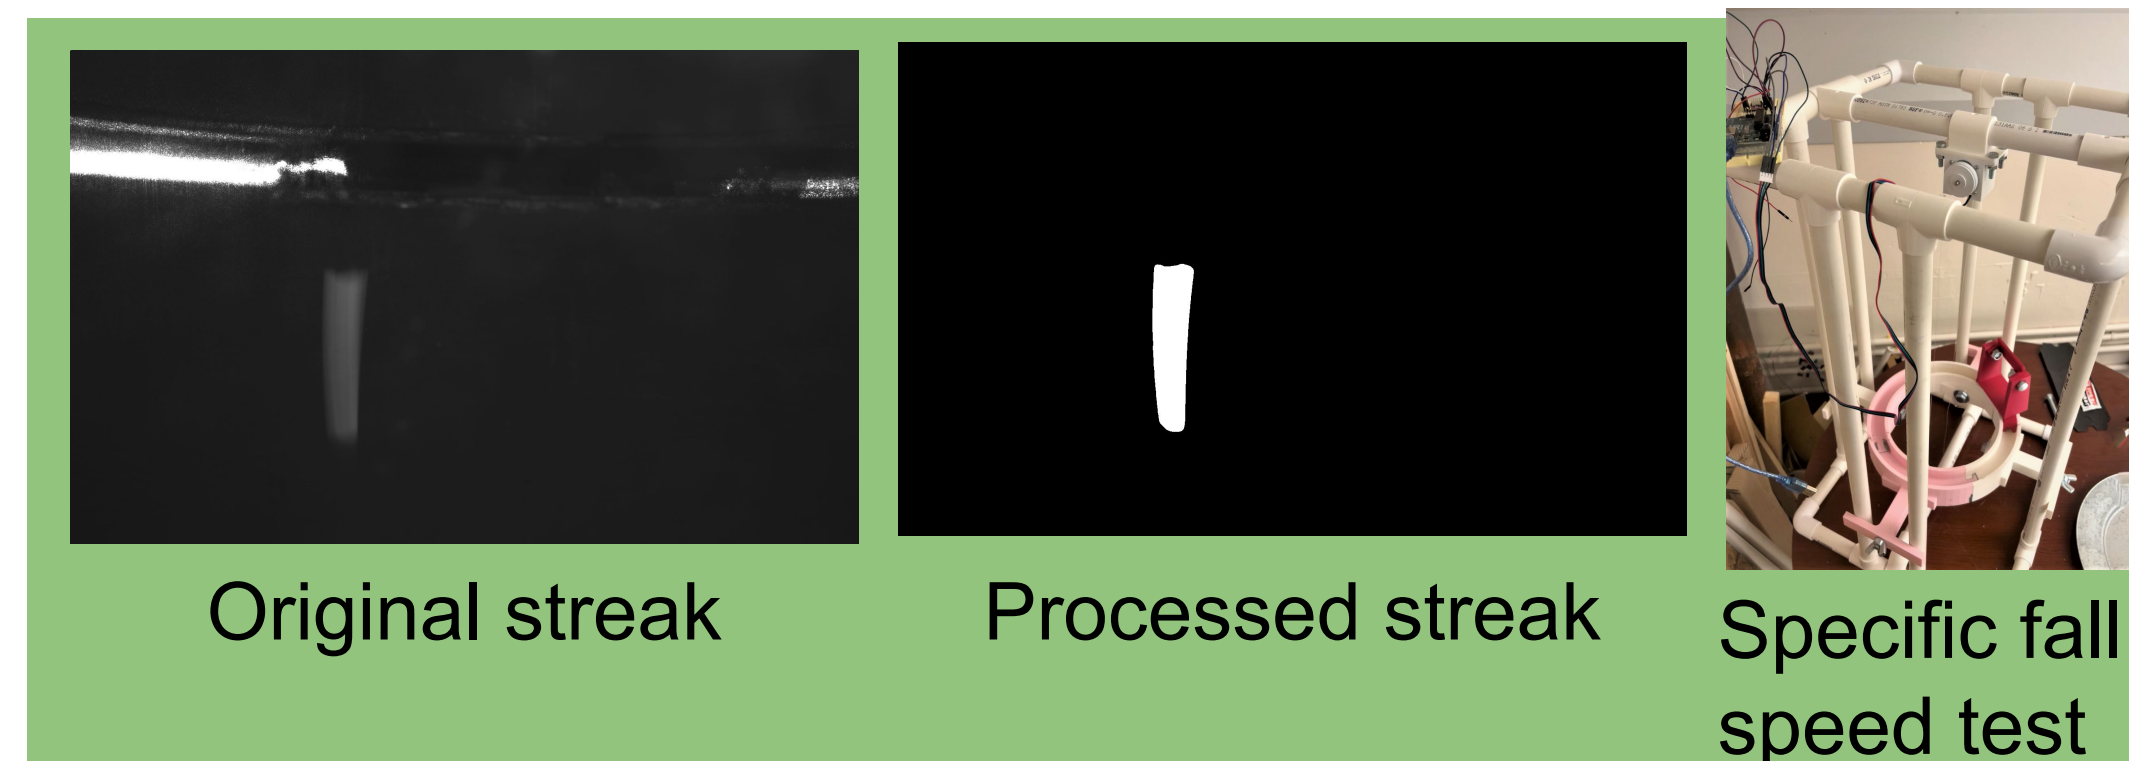 Original streak
Processed streak
Specific fall
speed test